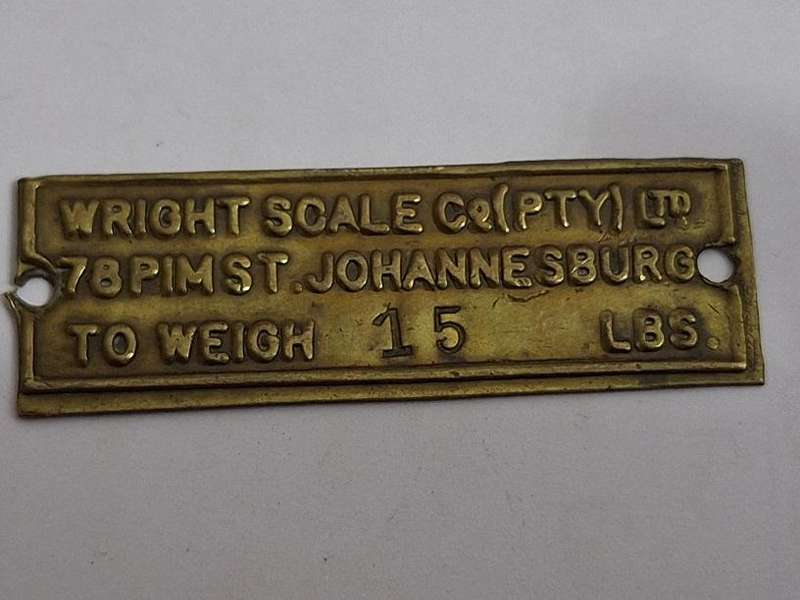 WRIGHT SCALE Co(PTY) LTD
78 PIM ST. JOHANNESBURG
TO WEIGH 15 LBS.